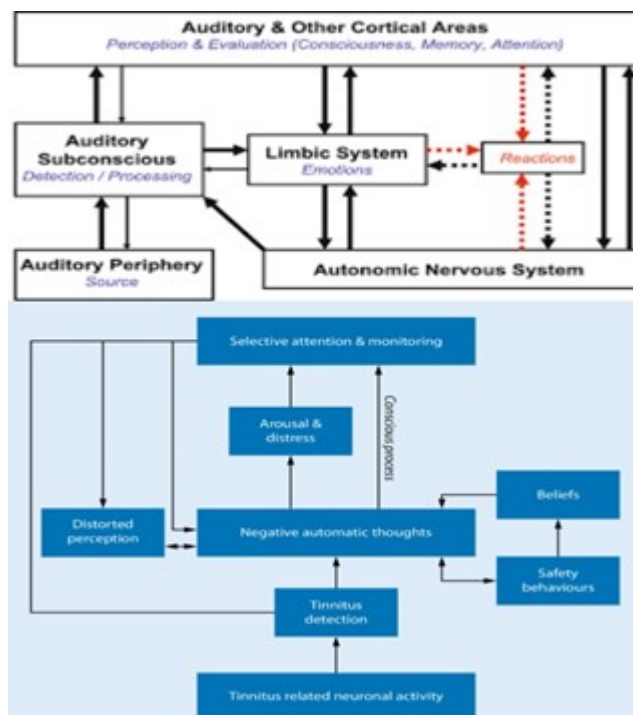 Auditory & Other Cortical Areas
Perception & Evaluation (Consciousness, Memory, Attention)
Auditory
Subconscious
Detection / Processing
Limbic System
Emotions
Reactions
Auditory Periphery
Source
Autonomic Nervous System
Selective attention & monitoring
Arousal &
distress
Conscious process
Beliefs
Distorted
perception
Negative automatic thoughts
Safety
behaviours
Tinnitus
detection
Tinnitus related neuronal activity